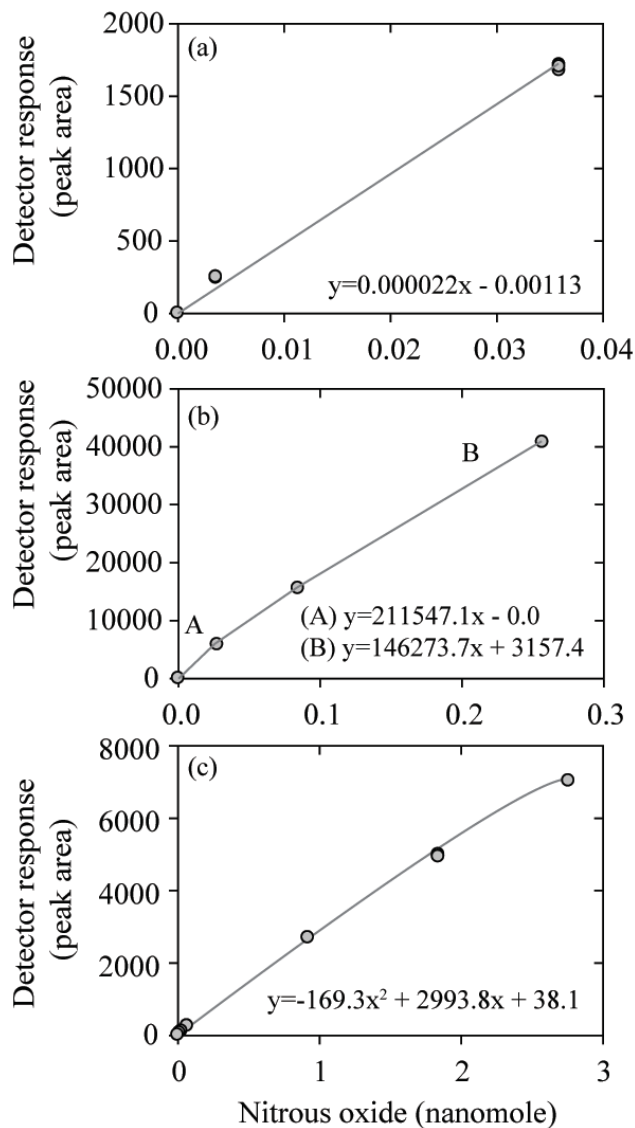 2000
(a)
1500
1000
500
0
Detector response
(peak area)
y=0.000022x - 0.00113
0.00
0.01
0.02
0.03
0.04
50000
(b)
40000
30000
20000
10000
0
Detector response
(peak area)
B
A
(A) y=211547.1x - 0.0
(B) y=146273.7x + 3157.4
0.0
0.1
0.2
0.3
8000
(c)
6000
4000
2000
0
Detector response
(peak area)
y=-169.3x² + 2993.8x + 38.1
0
1
2
3
Nitrous oxide (nanomole)